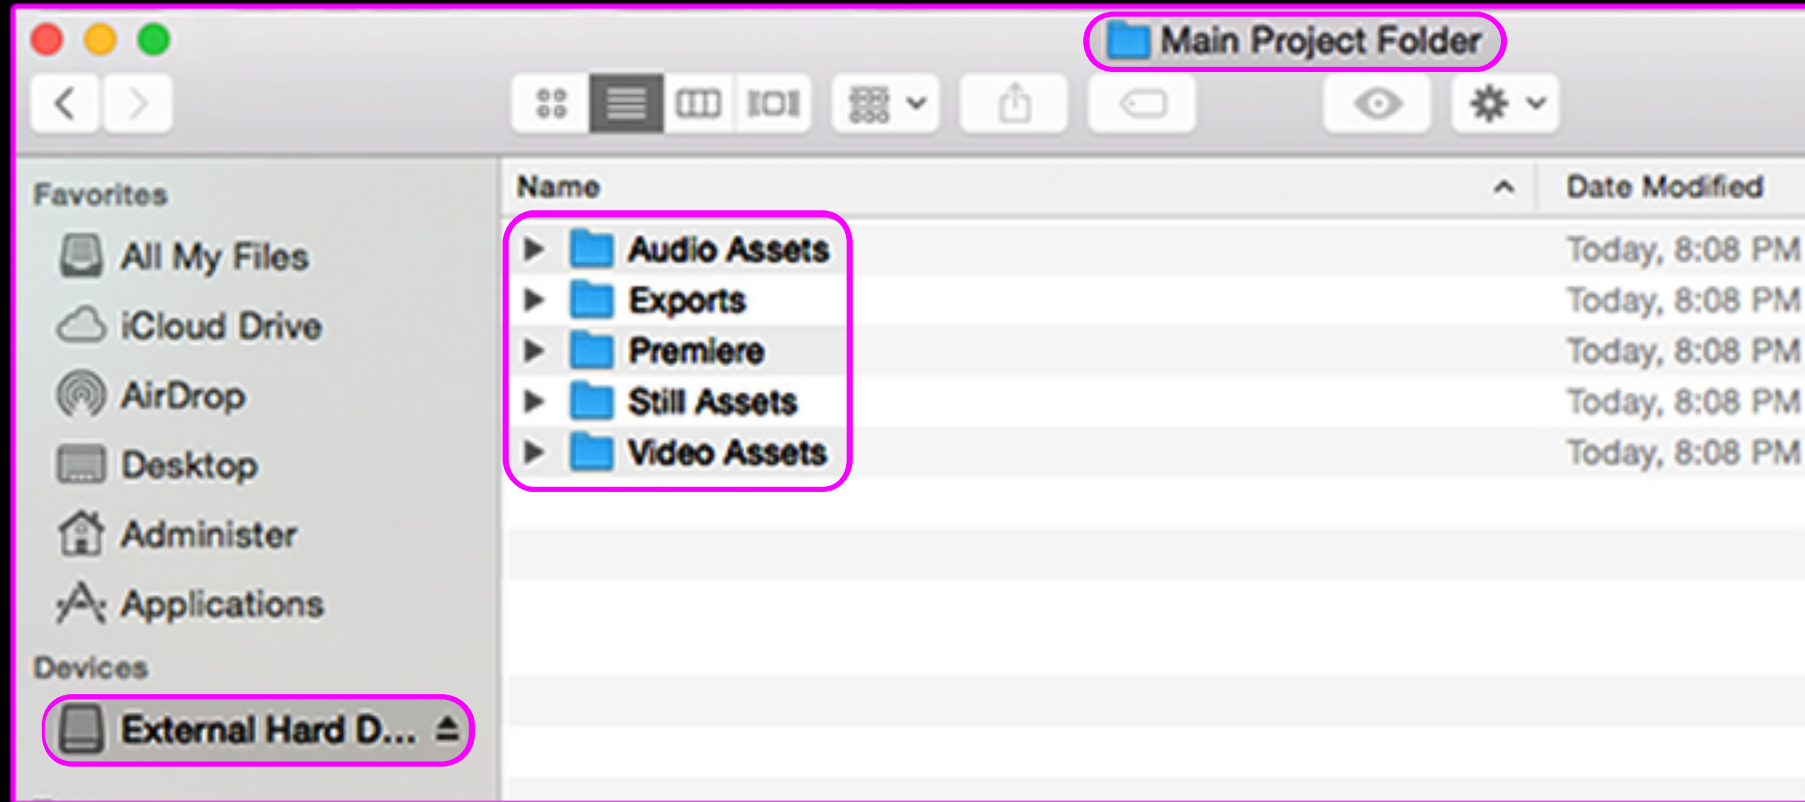 Main Project Folder
Favorites
All My Files
iCloud Drive
AirDrop
Desktop
Administer
Applications
Devices
External Hard D...
Name
Date Modified
Audio Assets
Today, 8:08 PM
Exports
Today, 8:08 PM
Premiere
Today, 8:08 PM
Still Assets
Today, 8:08 PM
Video Assets
Today, 8:08 PM